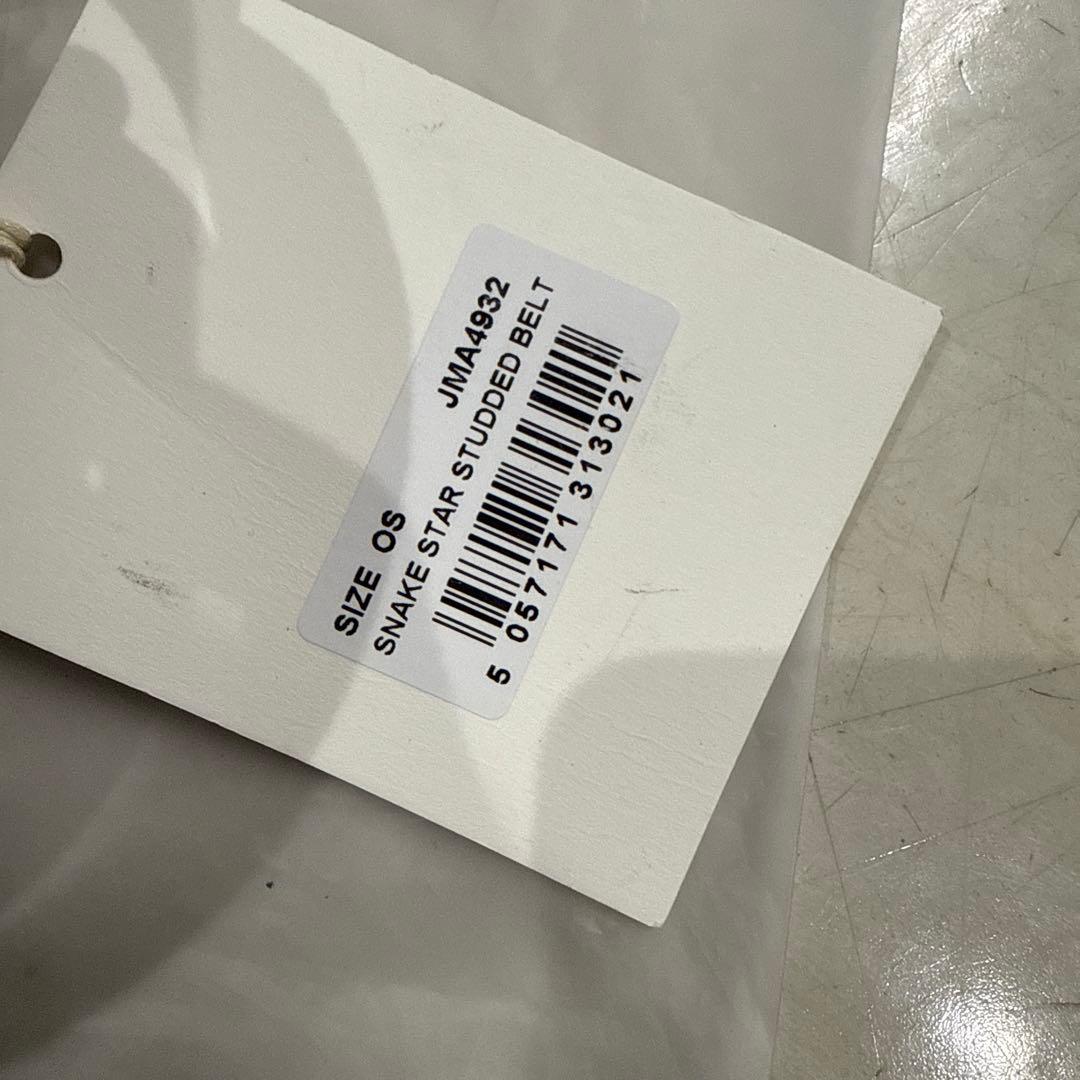 JMA4932
SIZE OS
SNAKE STAR STUDDED BELT
5 057171 313021